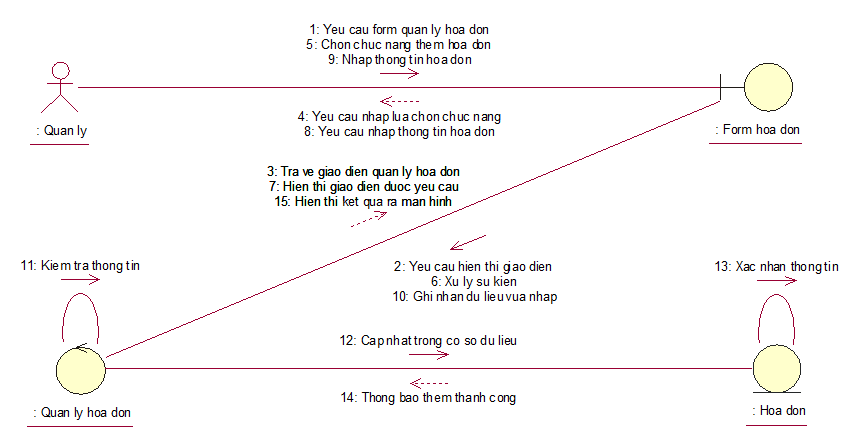 1: Yeu cau form quan ly hoa don
5: Chon chuc nang them hoa don
9: Nhap thong tin hoa don
4: Yeu cau nhap lua chon chuc nang
8: Yeu cau nhap thong tin hoa don
: Quan ly
: Form hoa don
3: Tra ve giao dien quan ly hoa don
7: Hien thi giao dien duoc yeu cau
15: Hien thi ket qua ra man hinh
11: Kiem tra thong tin
2: Yeu cau hien thi giao dien
6: Xu ly su kien
10: Ghi nhan du lieu vua nhap
13: Xac nhan thong tin
12: Cap nhat trong co so du lieu
14: Thong bao them thanh cong
: Quan ly hoa don
: Hoa don